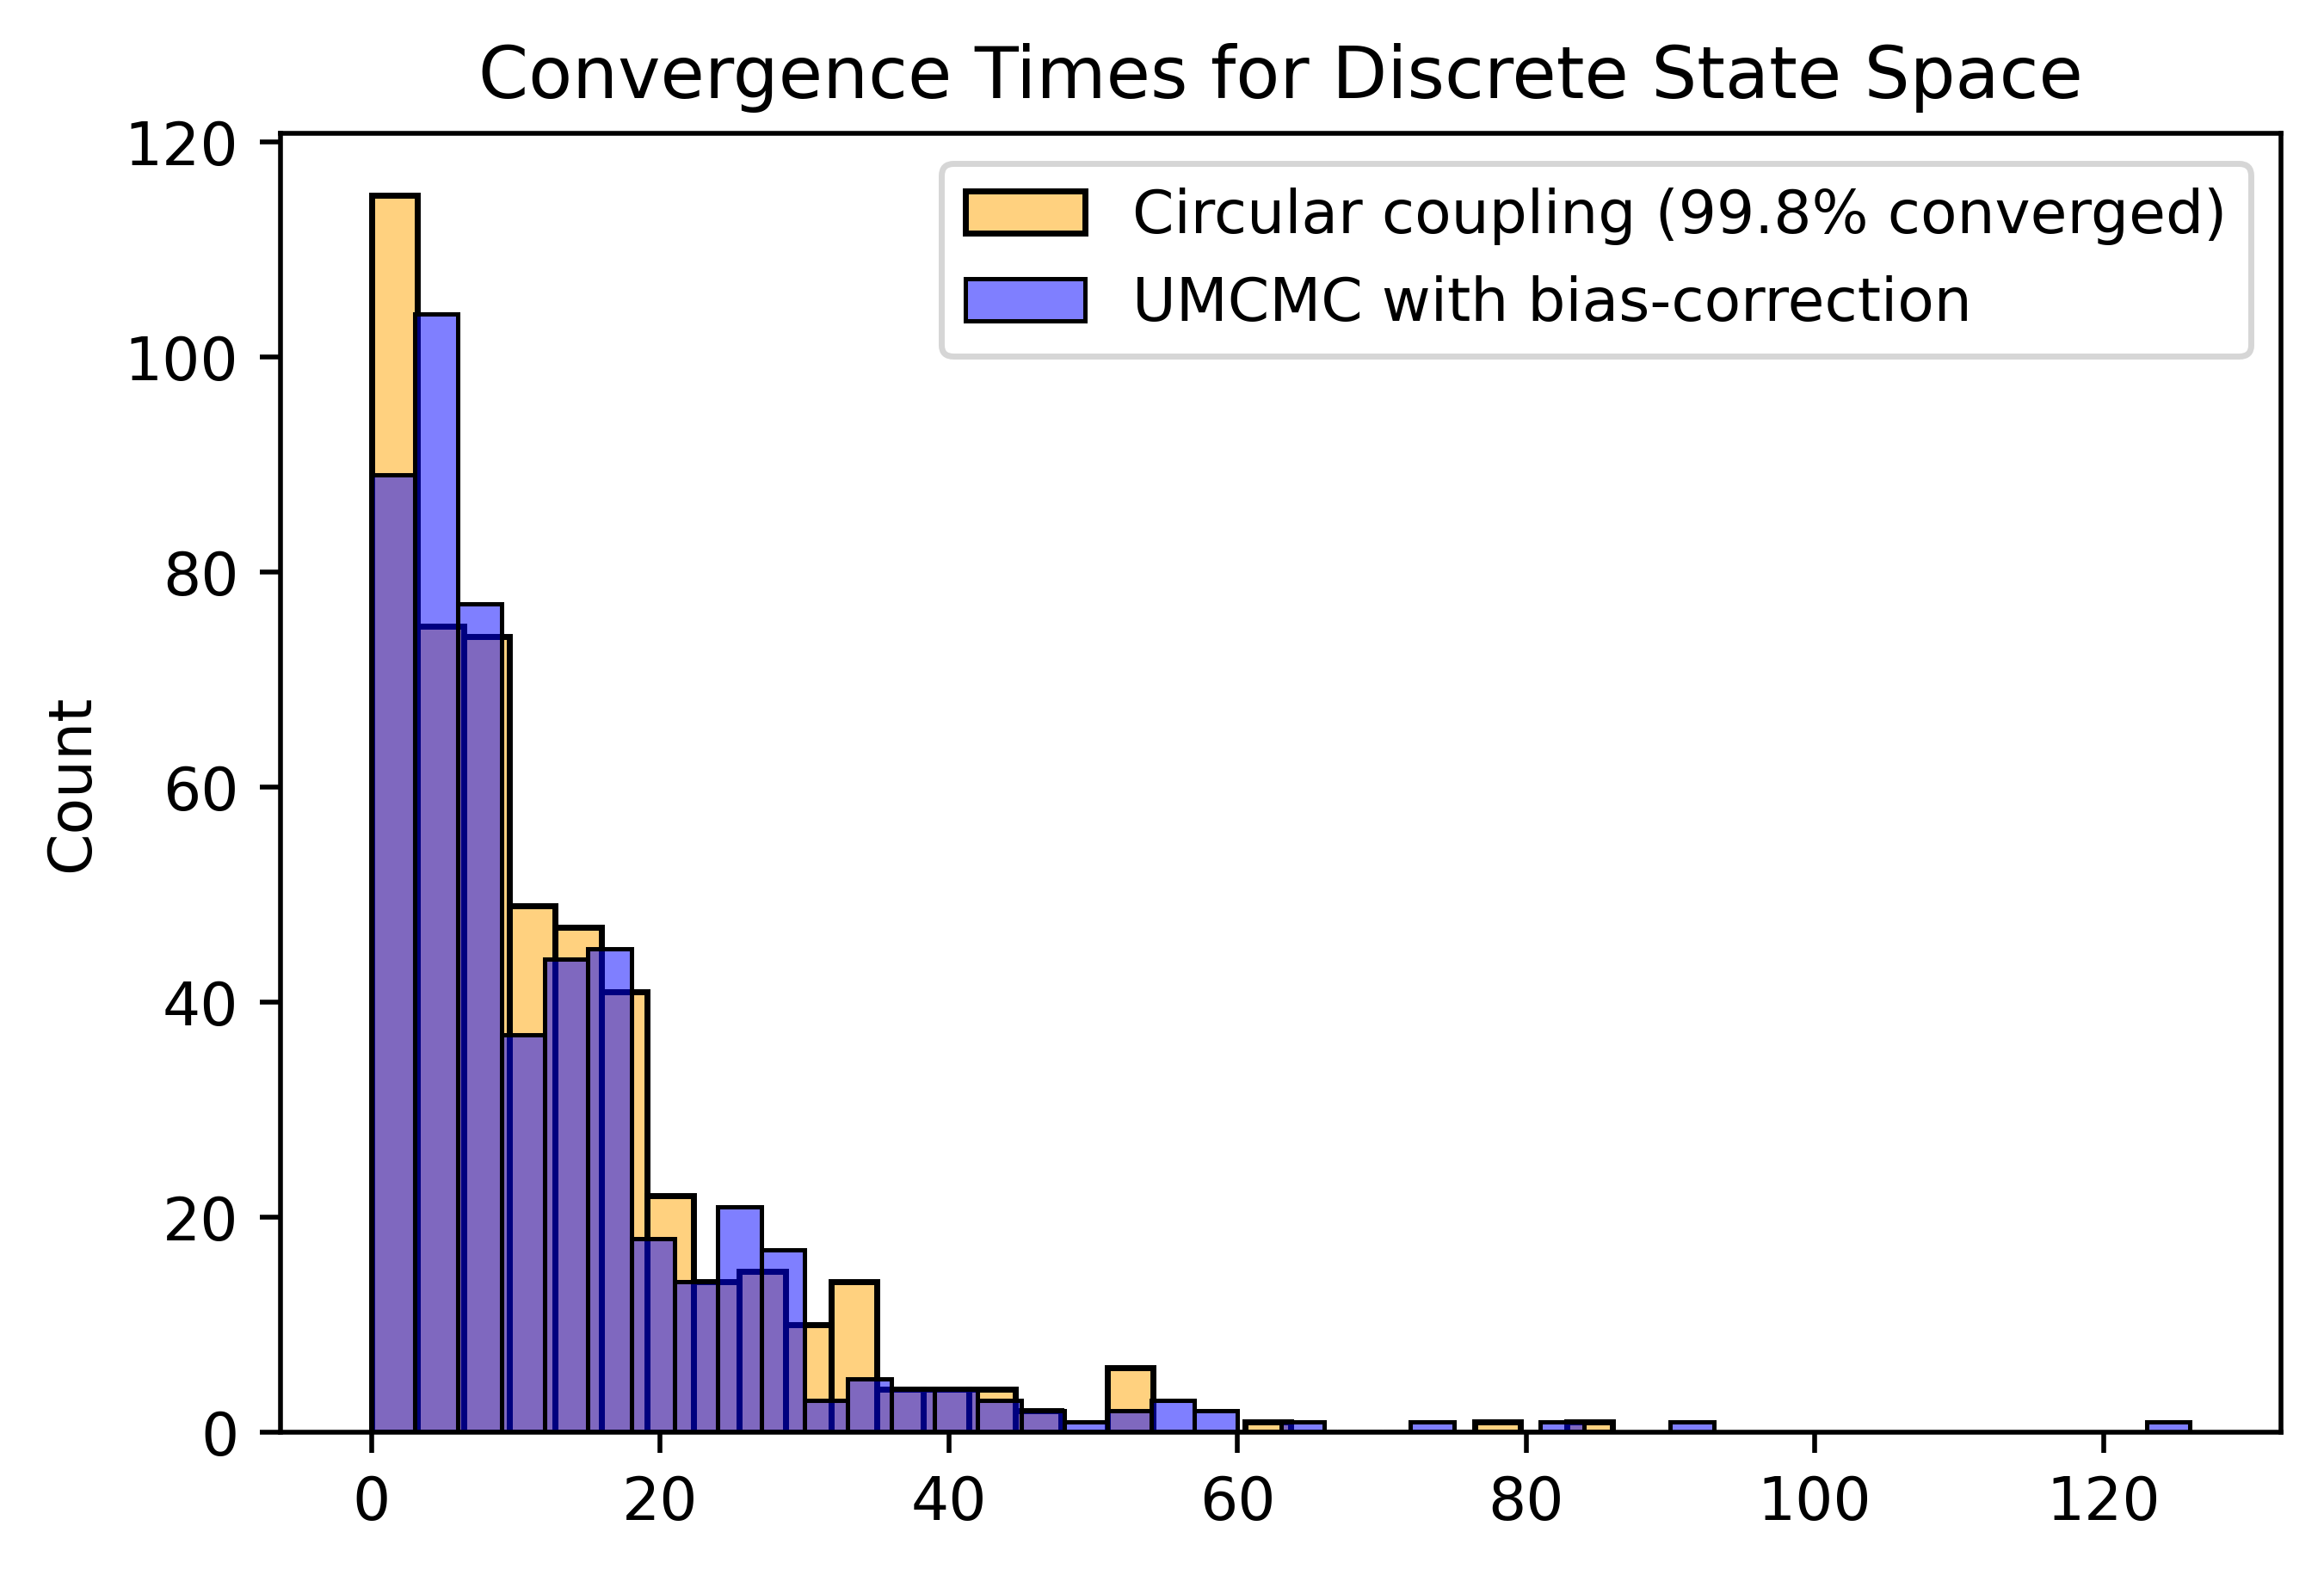 Convergence Times for Discrete State Space
120
100
80
60
40
20
0
Count
Circular coupling (99.8% converged)
UMCMC with bias-correction
0 20 40 60 80 100 120